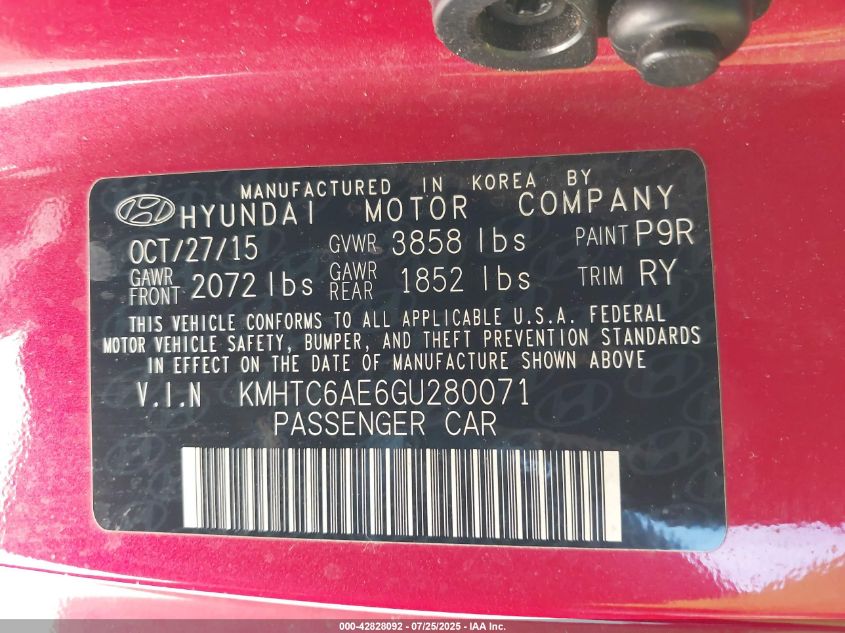 MANUFACTURED IN KOREA BY
HYUNDAI MOTOR COMPANY
OCT/27/15 GVWR 3858 lbs PAINT P9R
GAWR FRONT 2072 lbs GAWR REAR 1852 lbs TRIM RY
THIS VEHICLE CONFORMS TO ALL APPLICABLE U.S.A. FEDERAL
MOTOR VEHICLE SAFETY, BUMPER, AND THEFT PREVENTION STANDARDS
IN EFFECT ON THE DATE OF MANUFACTURE SHOWN ABOVE
V.I.N KMHTC6AE6GU280071
PASSENGER CAR
000-42828092 - 07/25/2025 - IAA Inc.